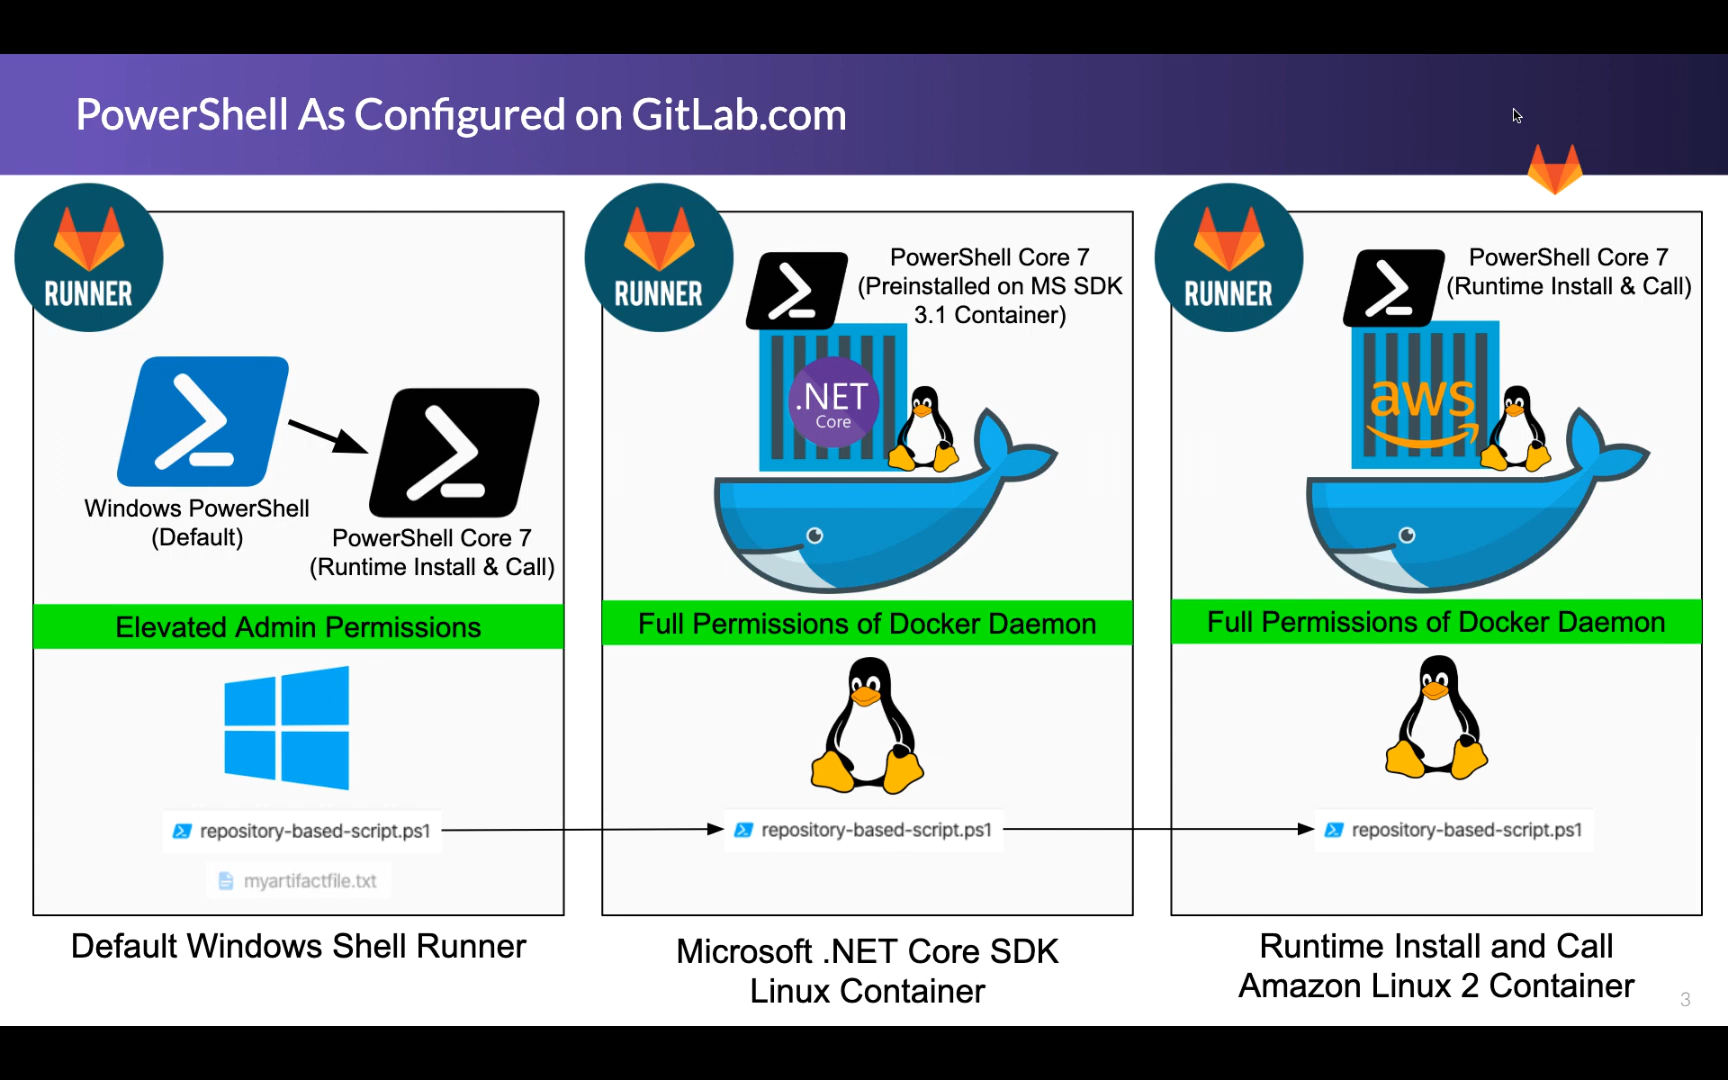 PowerShell As Configured on GitLab.com
RUNNER
Windows PowerShell
(Default)
PowerShell Core 7
(Runtime Install & Call)
Elevated Admin Permissions
repository-based-script.ps1
myartifactfile.txt
Default Windows Shell Runner
RUNNER
PowerShell Core 7
(Preinstalled on MS SDK
3.1 Container)
.NET
Core
Full Permissions of Docker Daemon
repository-based-script.ps1
Microsoft .NET Core SDK
Linux Container
RUNNER
PowerShell Core 7
(Runtime Install & Call)
aws
Full Permissions of Docker Daemon
repository-based-script.ps1
Runtime Install and Call
Amazon Linux 2 Container
3